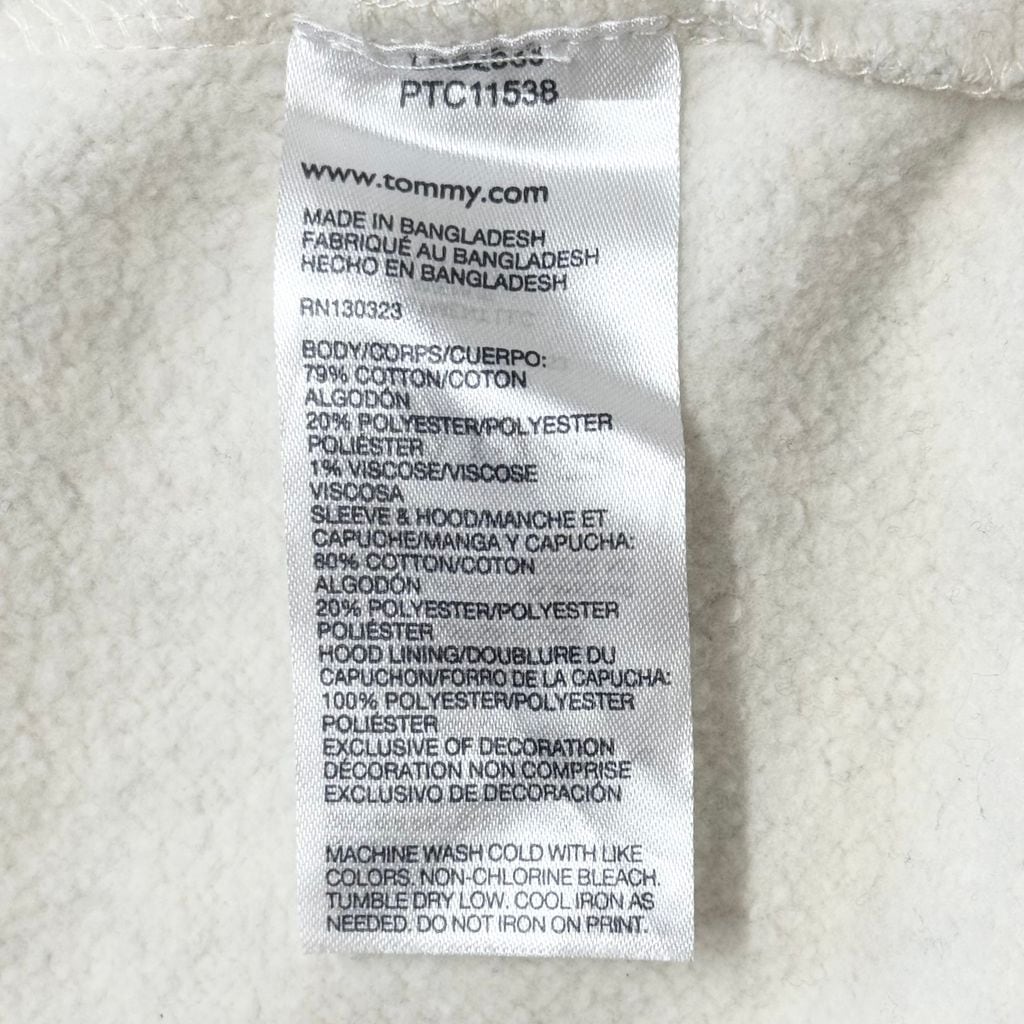 PTC11538
www.tommy.com
MADE IN BANGLADESH
FABRIQUÉ AU BANGLADESH
HECHO EN BANGLADESH
RN130323
BODY/CORPS/CUERPO:
79% COTTON/COTON
ALGODÓN
20% POLYESTER/POLYESTER
POLIÉSTER
1% VISCOSE/VISCOSE
VISCOSA
SLEEVE & HOOD/MANCHE ET
CAPUCHE/MANGA Y CAPUCHA:
80% COTTON/COTON
ALGODÓN
20% POLYESTER/POLYESTER
POLIÉSTER
HOOD LINING/DOUBLURE DU
CAPUCHON/FORRO DE LA CAPUCHA:
100% POLYESTER/POLYESTER
POLIÉSTER
EXCLUSIVE OF DECORATION
DÉCORATION NON COMPRISE
EXCLUSIVO DE DECORACIÓN
MACHINE WASH COLD WITH LIKE
COLORS. NON-CHLORINE BLEACH.
TUMBLE DRY LOW. COOL IRON AS
NEEDED. DO NOT IRON ON PRINT.